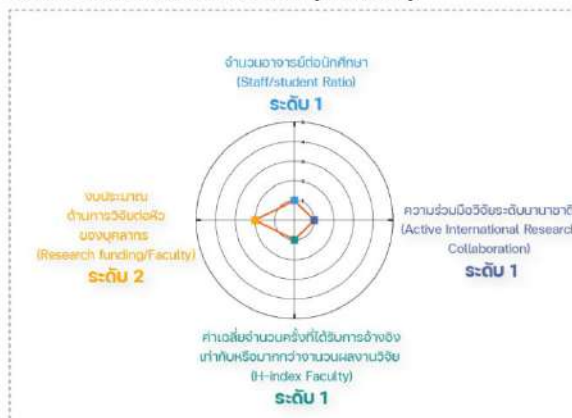 จำนวนอาจารย์ต่อนักศึกษา
(Staff/student Ratio)
ระดับ 1
งบประมาณ
ด้านการวิจัยต่อหัว
ของบุคลากร
(Research funding/Faculty)
ระดับ 2
ความร่วมมือวิจัยระดับนานาชาติ
(Active International Research
Collaboration)
ระดับ 1
ค่าเฉลี่ยจำนวนครั้งที่ได้รับการอ้างอิง
เท่ากับหรือมากกว่าจำนวนผลงานวิจัย
(H-index Faculty)
ระดับ 1